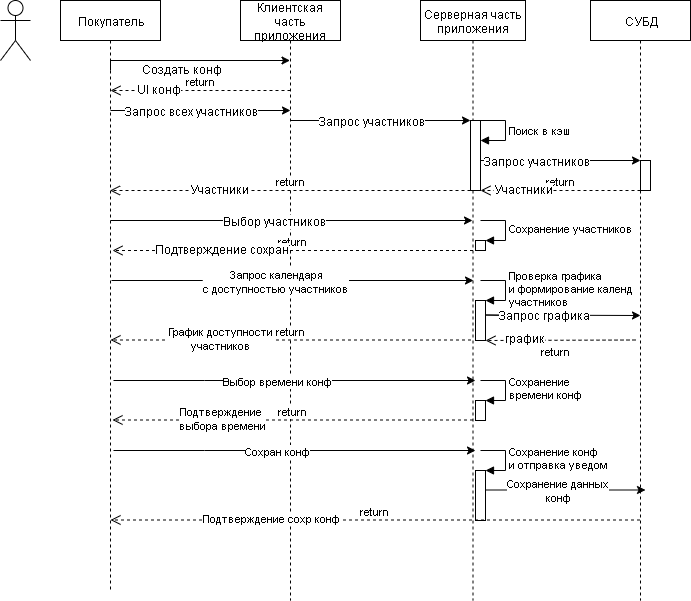 Покупатель
Клиентская
часть
приложения
Серверная часть
приложения
СУБД
Создать конф
return
UI конф
Запрос всех участников
Запрос участников
Поиск в кэш
Запрос участников
return
Участники
return
Участники
Выбор участников
Сохранение участников
return
Подтверждение сохран
Запрос календаря
с доступностью участников
Проверка графика
и формирование календ
участников
Запрос графика
График доступности
участников
return
график
return
Выбор времени конф
Сохранение
времени конф
Подтверждение
выбора времени
return
Сохран конф
Сохранение конф
и отправка уведом
Сохранение данных
конф
return
Подтверждение сохр конф